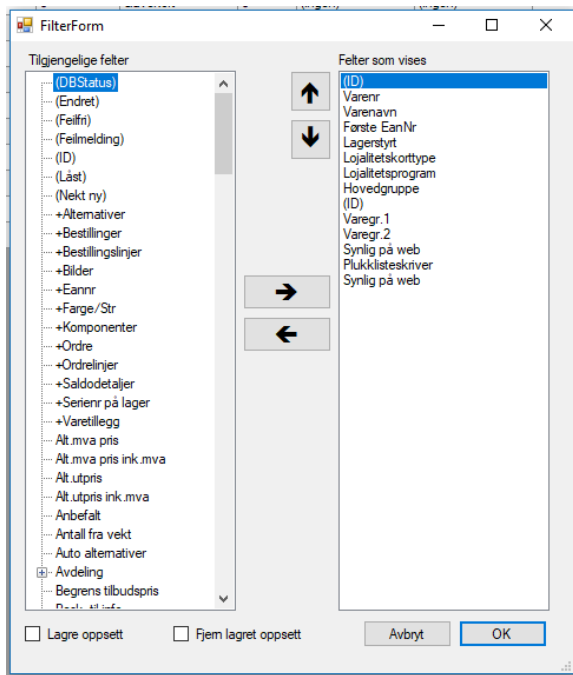 FilterForm
Tilgjengelige felter
(DBStatus)
(Endret)
(Feilfri)
(Feilmelding)
(ID)
(Låst)
(Nekt ny)
+Alternativer
+Bestillinger
+Bestillingslinjer
+Bilder
+Eannr
+Farge/Str
+Komponenter
+Ordre
+Ordrelinjer
+Saldodetaljer
+Serienr på lager
+Varetillegg
Alt.mva pris
Alt.mva pris ink.mva
Alt.utpris
Alt.utpris ink.mva
Anbefalt
Antall fra vekt
Auto alternativer
Avdeling
Begrens tilbudspris
Felter som vises
(ID)
Varenr
Varenavn
Første EanNr
Lagerstyrt
Lojalitetskorttype
Lojalitetsprogram
Hovedgruppe
(ID)
Varegr.1
Varegr.2
Synlig på web
Plukklisteskriver
Synlig på web
Lagre oppsett
Fjern lagret oppsett
Avbryt
OK